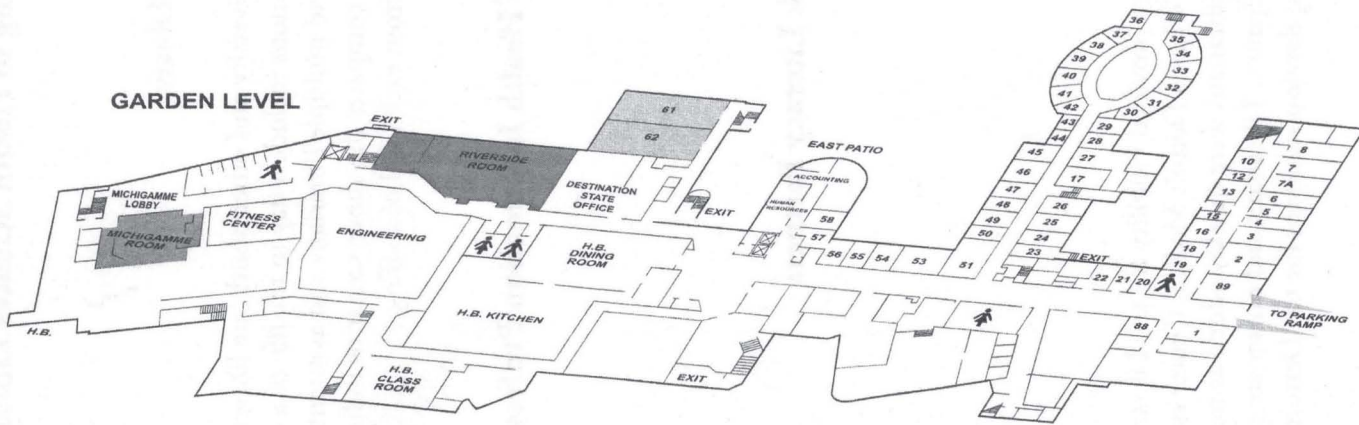 GARDEN LEVEL
EXIT
RIVERSIDE
ROOM
61
62
DESTINATION
STATE
OFFICE
EXIT
MICHIGAMME
LOBBY
MICHIGAMME
ROOM
FITNESS
CENTER
ENGINEERING
H.B.
DINING
ROOM
H.B. KITCHEN
H.B.
CLASS
ROOM
H.B.
EXIT
EAST PATIO
ACCOUNTING
HUMAN
RESOURCES
58
57
56
55
54
53
51
50
49
48
47
46
45
44
43
42
41
40
39
38
37
36
35
34
33
32
31
30
29
28
27
17
26
25
24
23
EXIT
22
21
20
19
18
16
15
13
12
10
8
7
7A
6
5
4
3
2
89
88
1
TO PARKING
RAMP